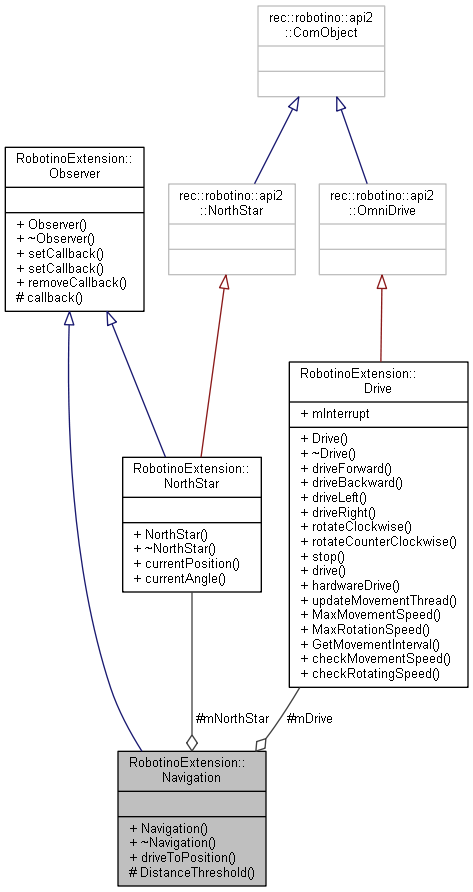 rec::robotino::api2
::ComObject
RobotinoExtension::
Observer
+ Observer()
+ ~Observer()
+ setCallback()
+ setCallback()
+ removeCallback()
# callback()
rec::robotino::api2
::NorthStar
rec::robotino::api2
::OmniDrive
RobotinoExtension::
Drive
+ mInterrupt
+ Drive()
+ ~Drive()
+ driveForward()
+ driveBackward()
+ driveLeft()
+ driveRight()
+ rotateClockwise()
+ rotateCounterClockwise()
+ stop()
+ drive()
+ hardwareDrive()
+ updateMovementThread()
+ MaxMovementSpeed()
+ MaxRotationSpeed()
+ GetMovementInterval()
+ checkMovementSpeed()
+ checkRotatingSpeed()
RobotinoExtension::
NorthStar
+ NorthStar()
+ ~NorthStar()
+ currentPosition()
+ currentAngle()
#mNorthStar
#mDrive
RobotinoExtension::
Navigation
+ Navigation()
+ ~Navigation()
+ driveToPosition()
# DistanceThreshold()